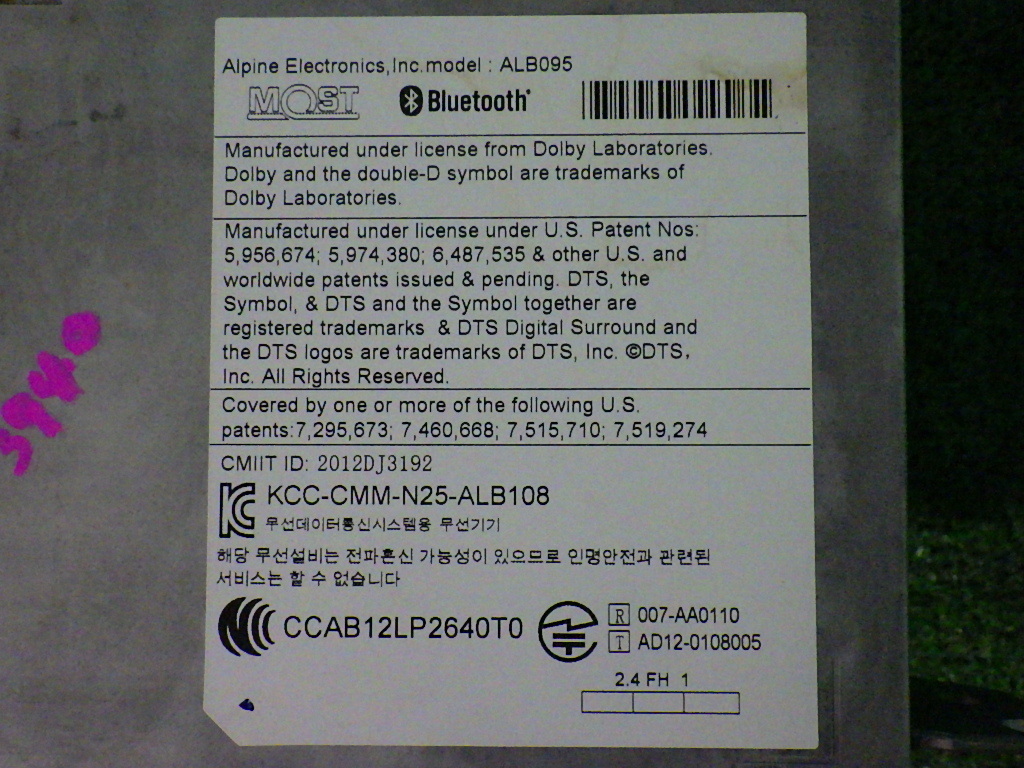 Alpine Electronics,Inc.model : ALB095
MOST Bluetooth®
Manufactured under license from Dolby Laboratories.
Dolby and the double-D symbol are trademarks of
Dolby Laboratories.
Manufactured under license under U.S. Patent Nos:
5,956,674; 5,974,380; 6,487,535 & other U.S. and
worldwide patents issued & pending. DTS, the
Symbol, & DTS and the Symbol together are
registered trademarks & DTS Digital Surround and
the DTS logos are trademarks of DTS, Inc. ©DTS,
Inc. All Rights Reserved.
Covered by one or more of the following U.S.
patents:7,295,673; 7,460,668; 7,515,710; 7,519,274
CMIIT ID: 2012DJ3192
KCC-CMM-N25-ALB108
무선데이터통신시스템용 무선기기
해당 무선설비는 전파혼신 가능성이 있으므로 인명안전과 관련된
서비스는 할 수 없습니다
CCAB12LP2640T0
R 007-AA0110
T AD12-0108005
2.4 FH 1
5940